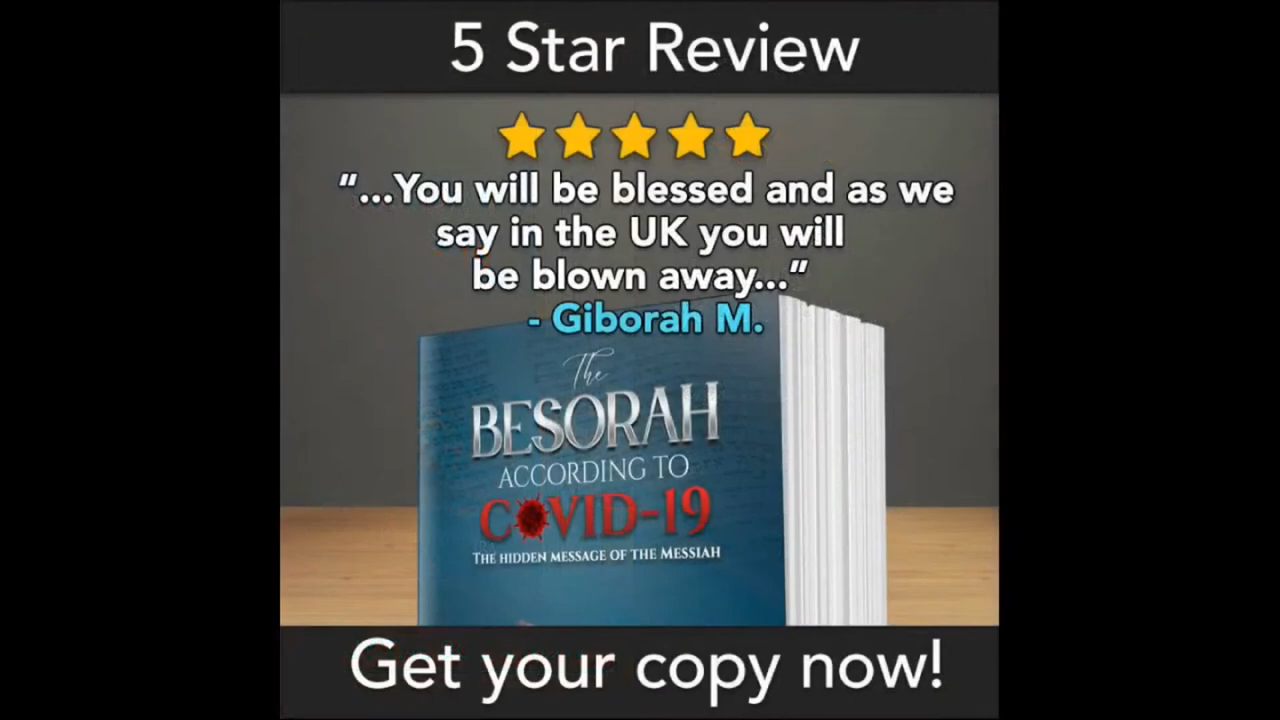 5 Star Review
“...You will be blessed and as we
say in the UK you will
be blown away...”
- Giborah M.
The
BESORAH
ACCORDING TO
COVID-19
THE HIDDEN MESSAGE OF THE MESSIAH
Get your copy now!